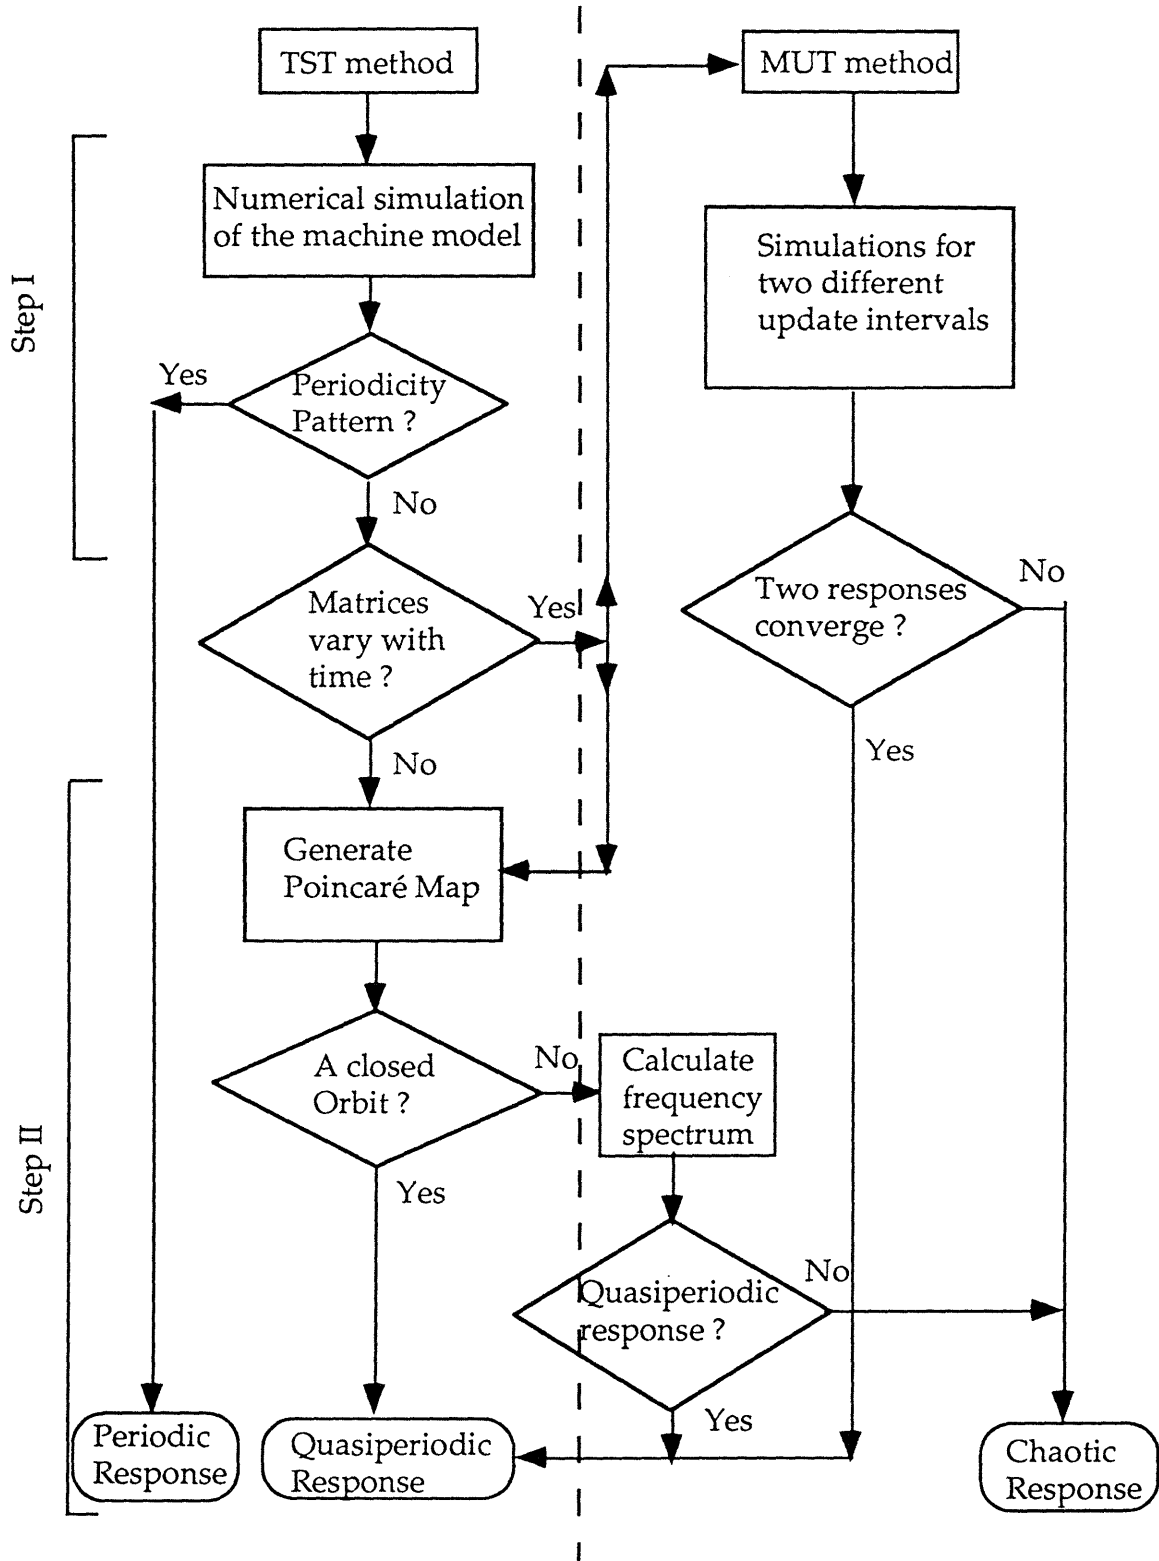 TST method
MUT method
Numerical simulation
of the machine model
Simulations for
two different
update intervals
Step I
Yes
Periodicity
Pattern ?
No
Matrices
vary with
time ?
Yes
No
Two responses
converge ?
No
Yes
Generate
Poincaré Map
Step II
A closed
Orbit ?
No
Yes
Calculate
frequency
spectrum
Quasiperiodic
response ?
No
Yes
Periodic
Response
Quasiperiodic
Response
Chaotic
Response